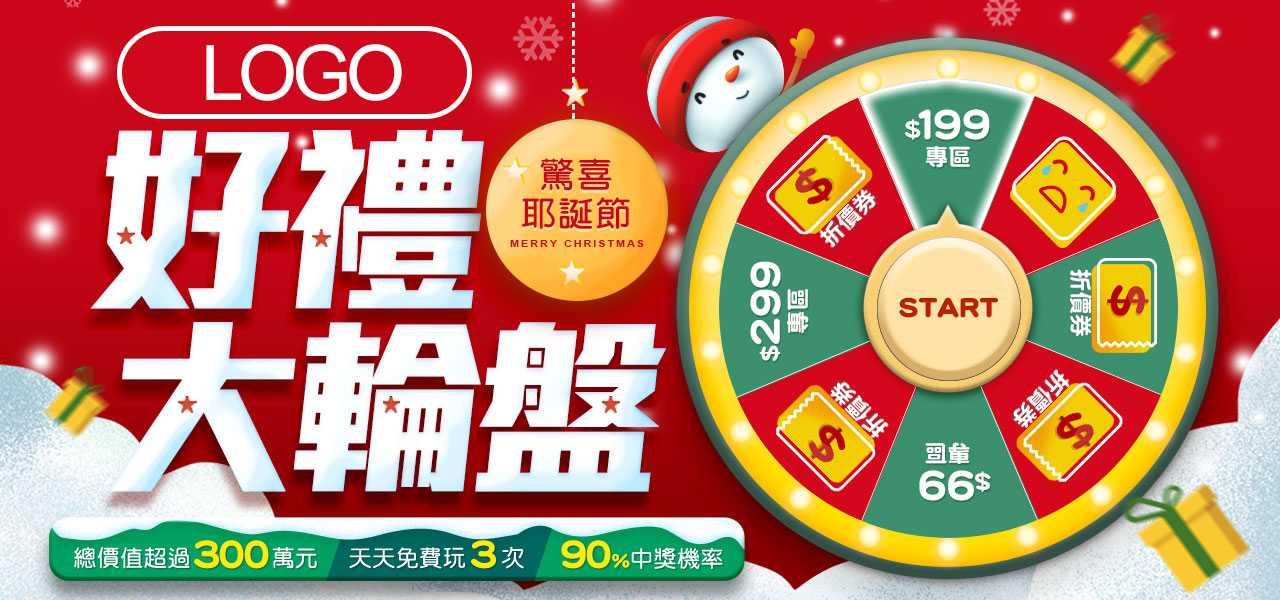 LOGO
好禮
大輪盤
驚喜
耶誕節
MERRY CHRISTMAS
$199
專區
折價券
折價券
$99
專區
折價券
$299
專區
折價券
START
總價值超過300萬元
天天免費玩3次
90%中獎機率